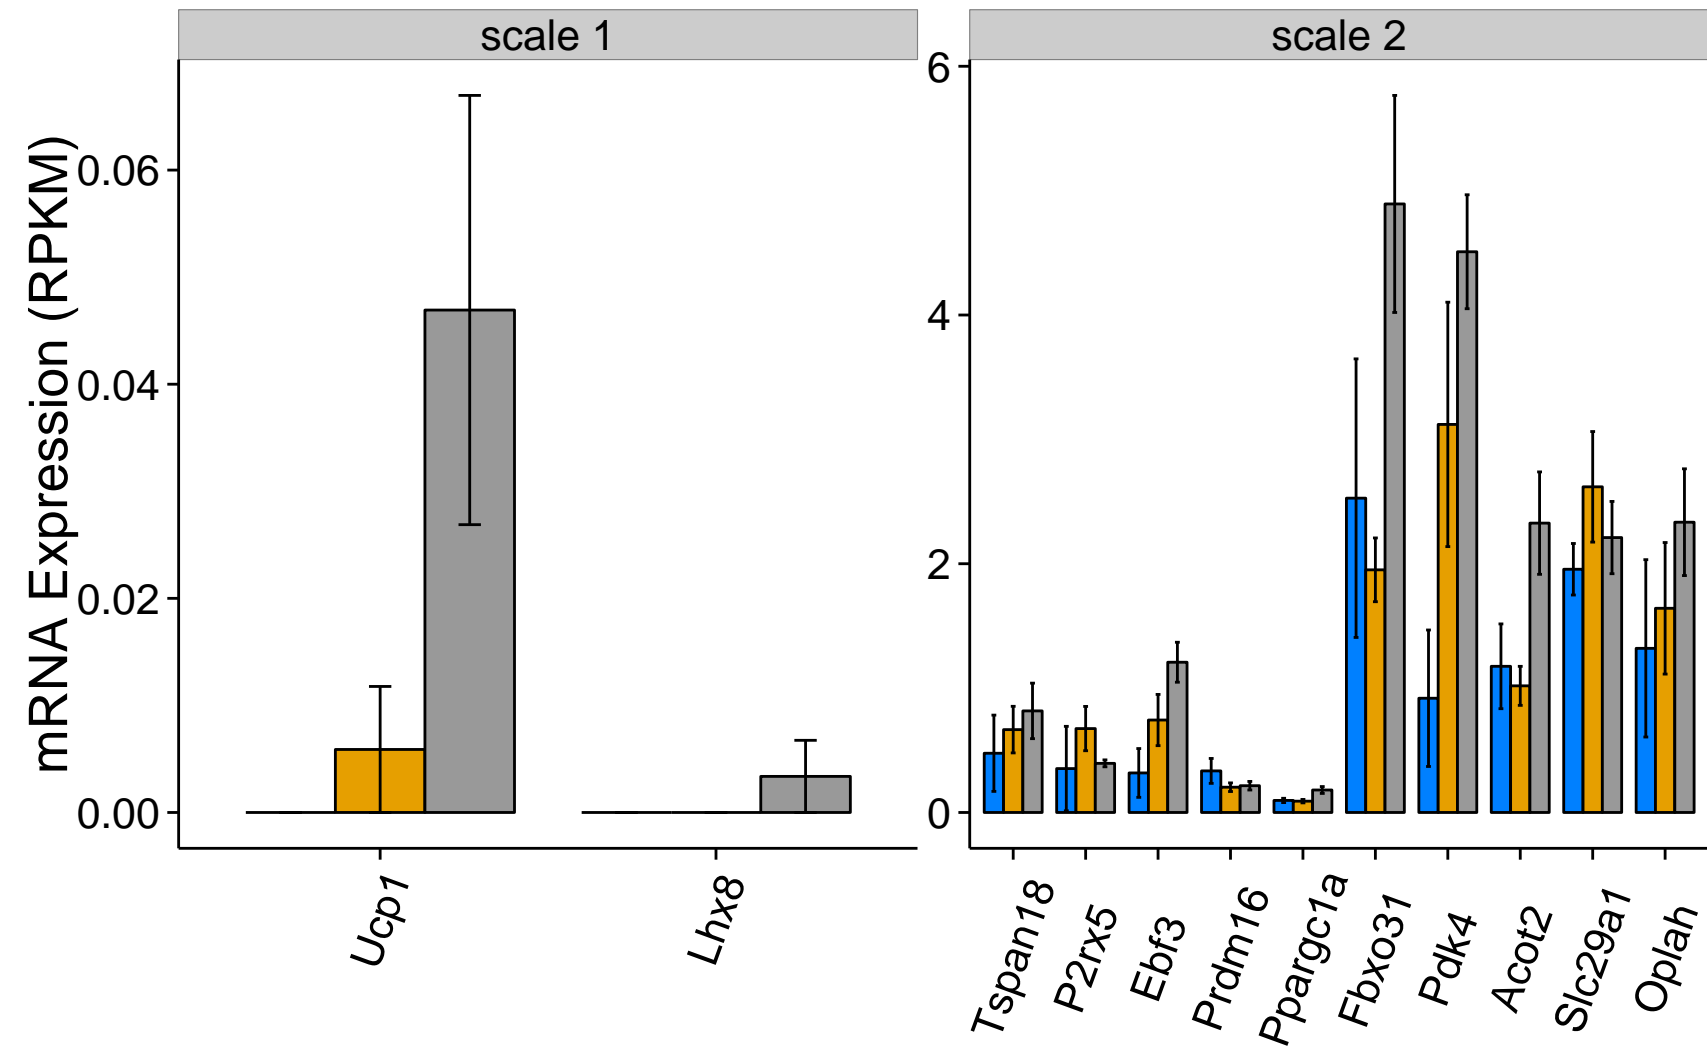 scale 1
scale 2
mRNA Expression (RPKM)
0.06
0.04
0.02
0.00
6
4
2
0
Ucp1
Lhx8
Tspan18
P2rx5
Ebf3
Prdm16
Ppargc1a
Fbxo31
Pdk4
Acot2
Slc29a1
Oplah